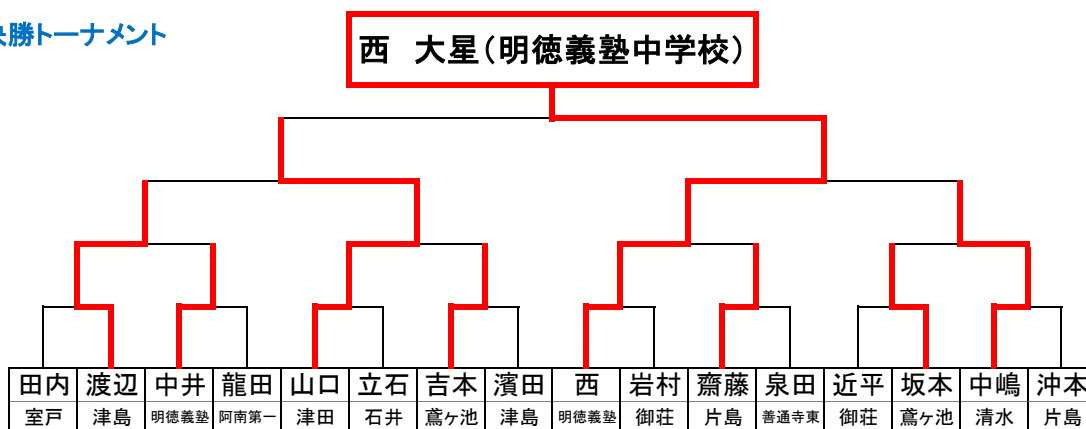 決勝トーナメント
西 大星（明徳義塾中学校）
田内 渡辺 中井 龍田 山口 立石 吉本 濱田 西 岩村 齋藤 泉田 近平 坂本 中嶋 沖本
室戸 津島 明徳義塾 阿南第一 津田 石井 鳶ヶ池 津島 明徳義塾 御荘 片島 善通寺東 御荘 鳶ヶ池 清水 片島